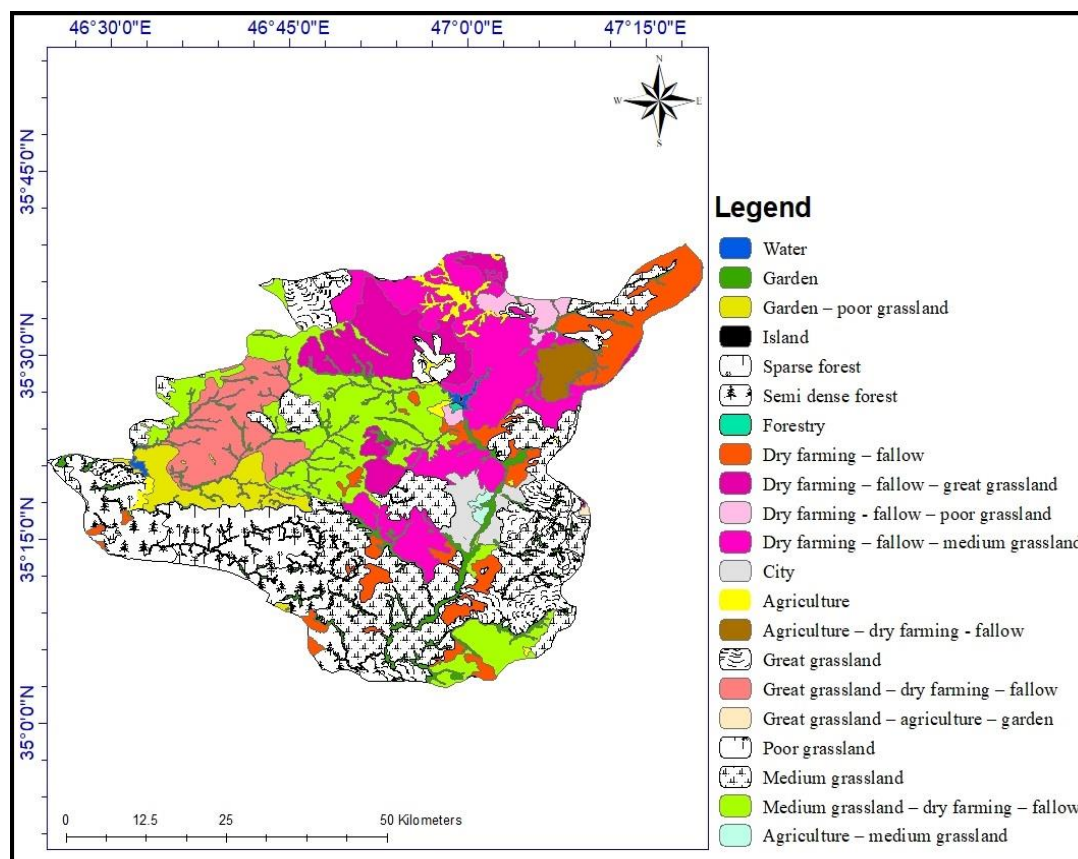 46°30'0"E 46°45'0"E 47°0'0"E 47°15'0"E
N
W E
S
35°45'0"N
35°30'0"N
35°15'0"N
35°0'0"N
0 12.5 25 50 Kilometers
Legend
Water
Garden
Garden – poor grassland
Island
Sparse forest
Semi dense forest
Forestry
Dry farming – fallow
Dry farming – fallow – great grassland
Dry farming - fallow – poor grassland
Dry farming – fallow – medium grassland
City
Agriculture
Agriculture – dry farming - fallow
Great grassland
Great grassland – dry farming – fallow
Great grassland – agriculture – garden
Poor grassland
Medium grassland
Medium grassland – dry farming – fallow
Agriculture – medium grassland